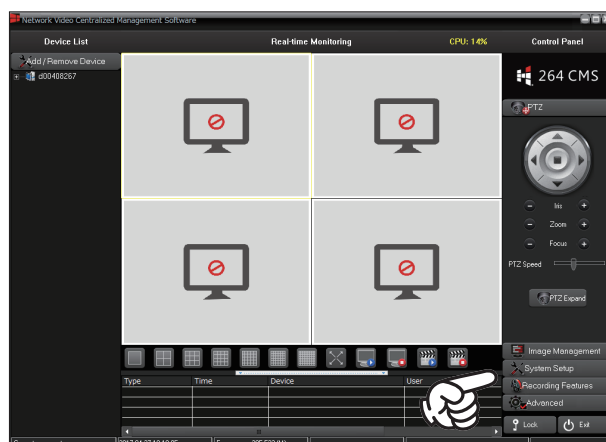 Network Video Centralized Management Software
Device List
Real-time Monitoring
CPU: 14%
Control Panel
Add / Remove Device
d00408267
264 CMS
PTZ
Iris
Zoom
Focus
PTZ Speed
PTZ Expand
Image Management
System Setup
Recording Features
Advanced
Type
Time
Device
User
Lock
Exit